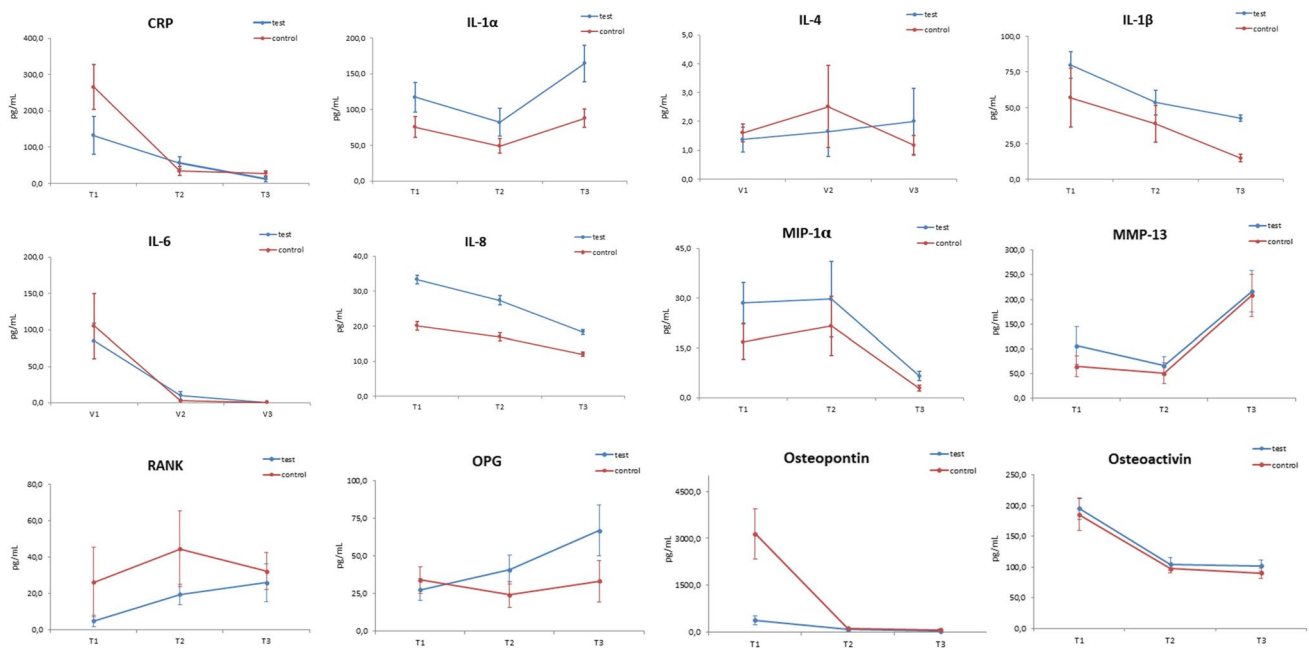 CRP
test
control
pg/mL
500,0
400,0
300,0
200,0
100,0
0,0
T1 T2 T3
IL-1α
test
control
pg/mL
200,0
150,0
100,0
50,0
0,0
T1 T2 T3
IL-4
test
control
pg/mL
5,0
4,0
3,0
2,0
1,0
0,0
V1 V2 V3
IL-1β
test
control
pg/mL
100,0
75,0
50,0
25,0
0,0
T1 T2 T3
IL-6
test
control
pg/mL
200,0
150,0
100,0
50,0
0,0
V1 V2 V3
IL-8
test
control
pg/mL
40,0
30,0
20,0
10,0
0,0
T1 T2 T3
MIP-1α
test
control
pg/mL
45,0
30,0
15,0
0,0
T1 T2 T3
MMP-13
test
control
pg/mL
300,0
250,0
200,0
150,0
100,0
50,0
0,0
T1 T2 T3
RANK
test
control
pg/mL
80,0
60,0
40,0
20,0
0,0
T1 T2 T3
OPG
test
control
pg/mL
100,0
75,0
50,0
25,0
0,0
T1 T2 T3
Osteopontin
test
control
pg/mL
4500,0
3000,0
1500,0
0,0
T1 T2 T3
Osteoactivin
test
control
pg/mL
250,0
200,0
150,0
100,0
50,0
0,0
T1 T2 T3